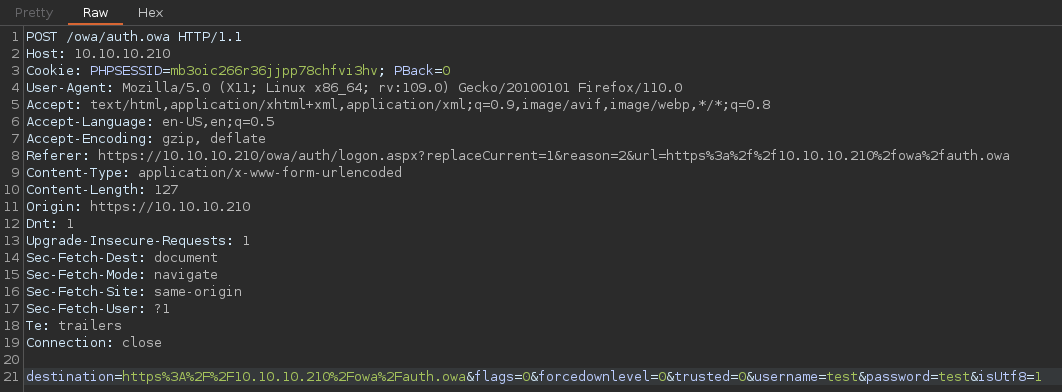 Pretty Raw Hex
1 POST /owa/auth.owa HTTP/1.1
2 Host: 10.10.10.210
3 Cookie: PHPSESSID=mb3oic266r36jjpp78chfvi3hv; PBack=0
4 User-Agent: Mozilla/5.0 (X11; Linux x86_64; rv:109.0) Gecko/20100101 Firefox/110.0
5 Accept: text/html,application/xhtml+xml,application/xml;q=0.9,image/avif,image/webp,*/*;q=0.8
6 Accept-Language: en-US,en;q=0.5
7 Accept-Encoding: gzip, deflate
8 Referer: https://10.10.10.210/owa/auth/logon.aspx?replaceCurrent=1&reason=2&url=https%3a%2f%2f10.10.10.210%2fowa%2fauth.owa
9 Content-Type: application/x-www-form-urlencoded
10 Content-Length: 127
11 Origin: https://10.10.10.210
12 Dnt: 1
13 Upgrade-Insecure-Requests: 1
14 Sec-Fetch-Dest: document
15 Sec-Fetch-Mode: navigate
16 Sec-Fetch-Site: same-origin
17 Sec-Fetch-User: ?1
18 Te: trailers
19 Connection: close
20
21 destination=https%3A%2F%2F10.10.10.210%2Fowa%2Fauth.owa&flags=0&forcedownlevel=0&trusted=0&username=test&password=test&isUtf8=1